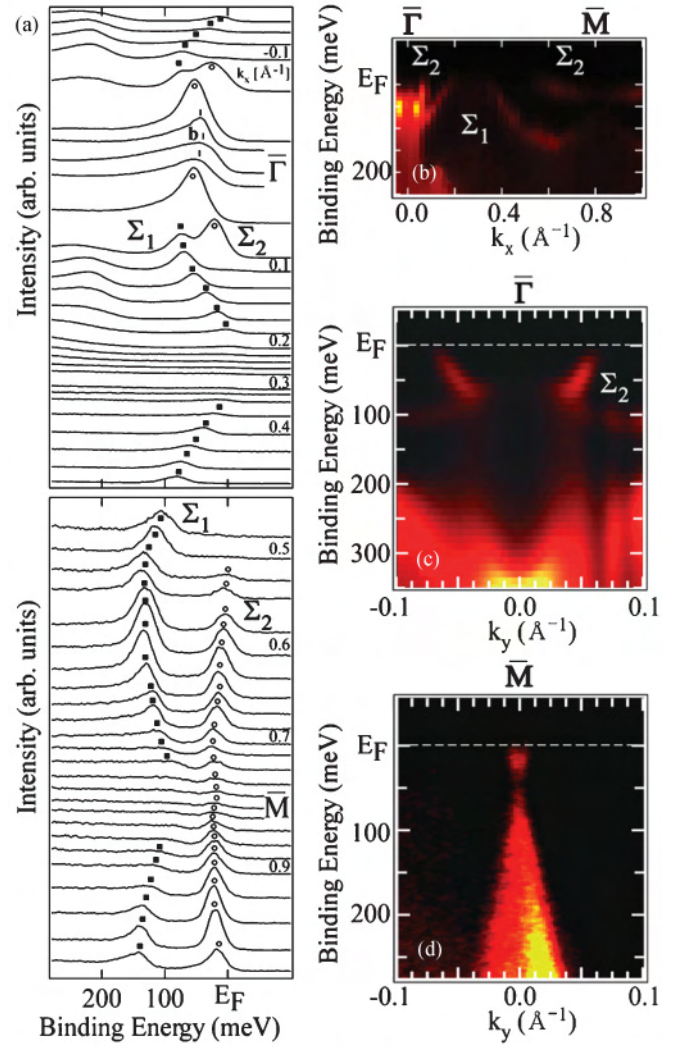 (a)
-0.1
k_x [Å⁻¹]
b
Γ̄
Σ₁
Σ₂
0.1
0.2
0.3
0.4
Intensity (arb. units)
Σ₁
0.5
Σ₂
0.6
0.7
M̄
0.9
Intensity (arb. units)
200
100
E_F
Binding Energy (meV)
Γ̄
M̄
Σ₂
Σ₂
Σ₁
E_F
200
Binding Energy (meV)
(b)
0.0
0.4
0.8
k_x (Å⁻¹)
Γ̄
E_F
100
200
300
Binding Energy (meV)
Σ₂
(c)
-0.1
0.0
0.1
k_y (Å⁻¹)
M̄
E_F
100
200
Binding Energy (meV)
(d)
-0.1
0.0
0.1
k_y (Å⁻¹)